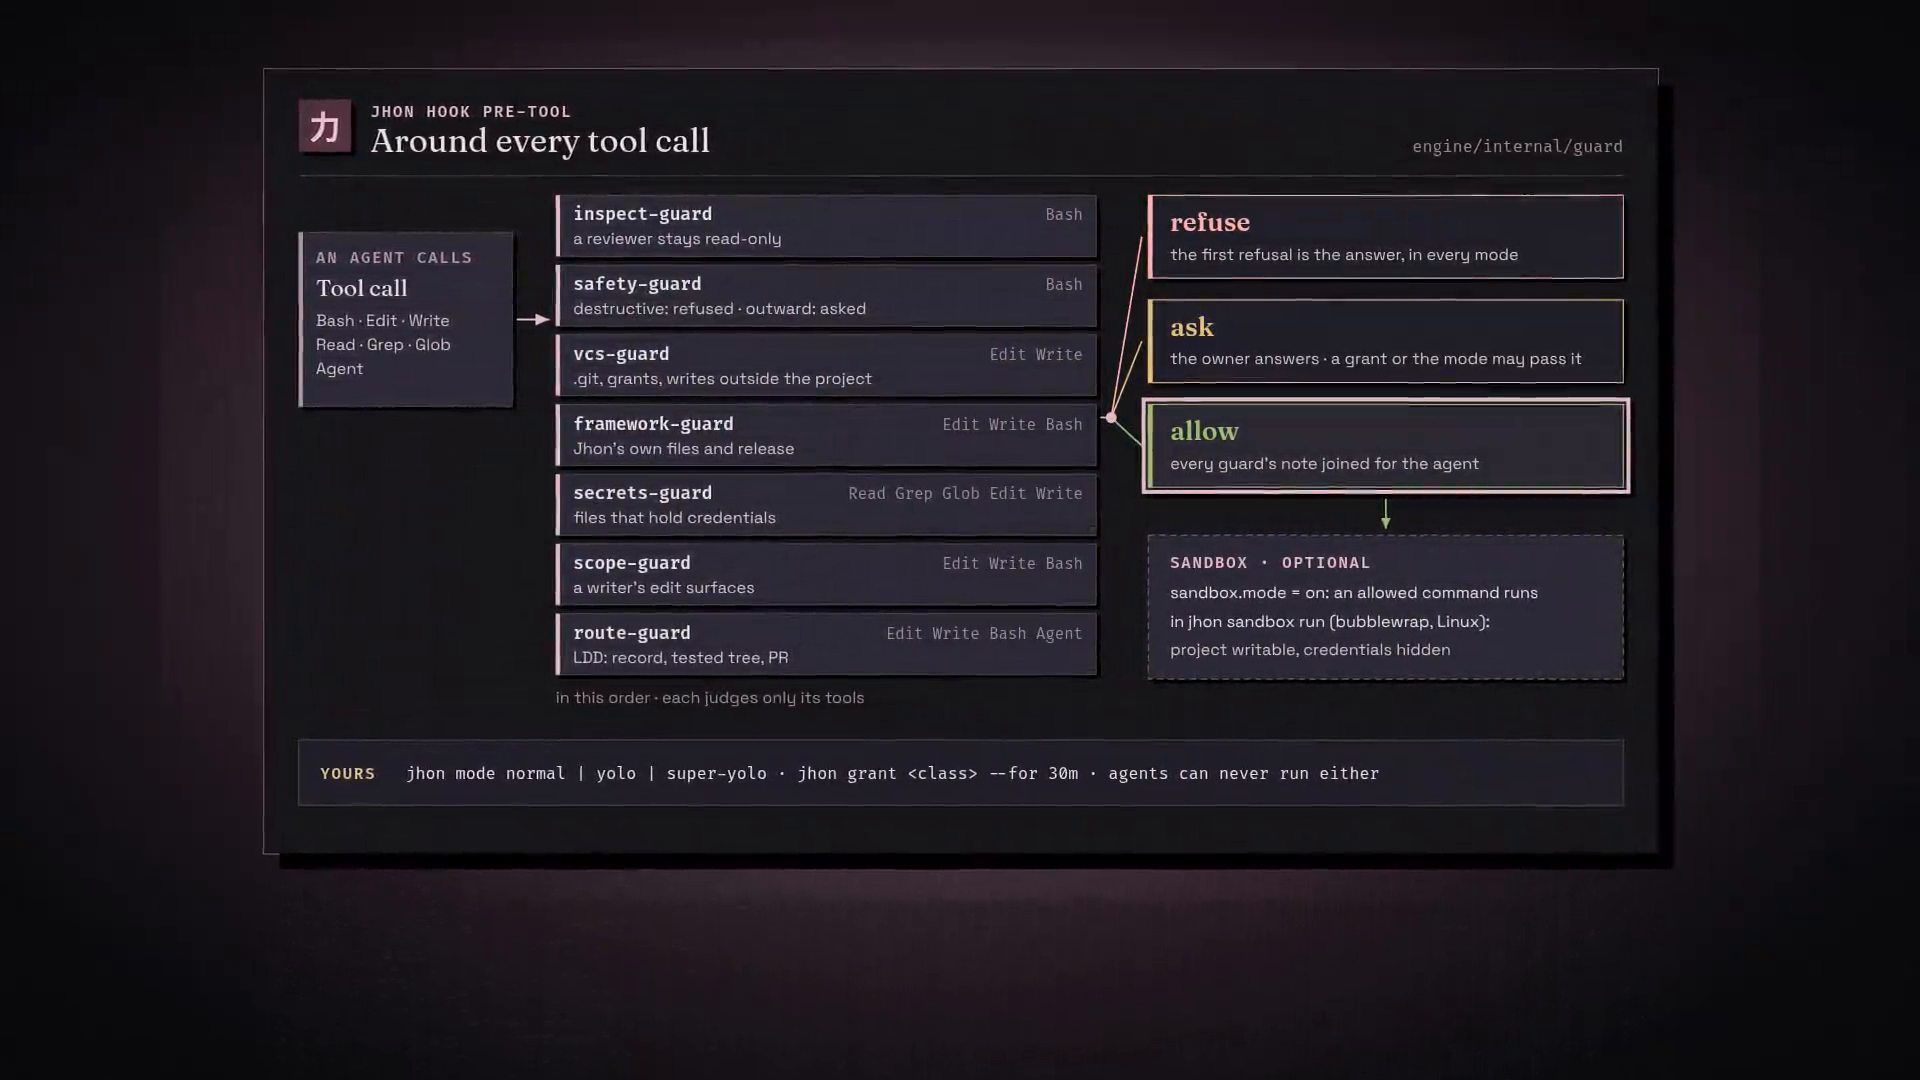 力
JHON HOOK PRE-TOOL
Around every tool call
engine/internal/guard
AN AGENT CALLS
Tool call
Bash · Edit · Write
Read · Grep · Glob
Agent
inspect-guard Bash
a reviewer stays read-only
safety-guard Bash
destructive: refused · outward: asked
vcs-guard Edit Write
.git, grants, writes outside the project
framework-guard Edit Write Bash
Jhon's own files and release
secrets-guard Read Grep Glob Edit Write
files that hold credentials
scope-guard Edit Write Bash
a writer's edit surfaces
route-guard Edit Write Bash Agent
LDD: record, tested tree, PR
in this order · each judges only its tools
refuse
the first refusal is the answer, in every mode
ask
the owner answers · a grant or the mode may pass it
allow
every guard's note joined for the agent
SANDBOX · OPTIONAL
sandbox.mode = on: an allowed command runs
in jhon sandbox run (bubblewrap, Linux):
project writable, credentials hidden
YOURS jhon mode normal | yolo | super-yolo · jhon grant <class> --for 30m · agents can never run either